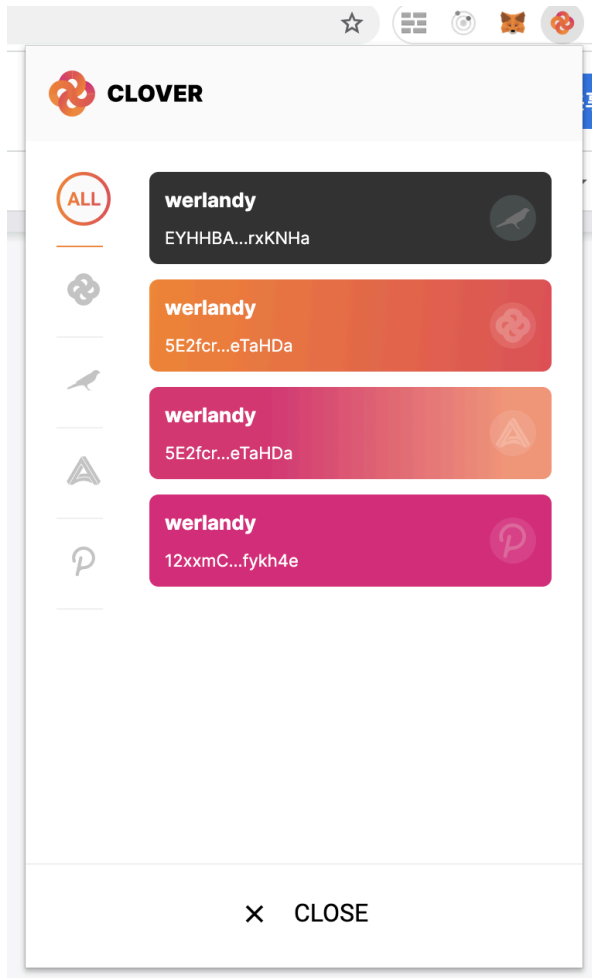 CLOVER
ALL
werlandy
EYHHBA...rxKNHa
werlandy
5E2fcr...eTaHDa
werlandy
5E2fcr...eTaHDa
werlandy
12xxmC...fykh4e
× CLOSE